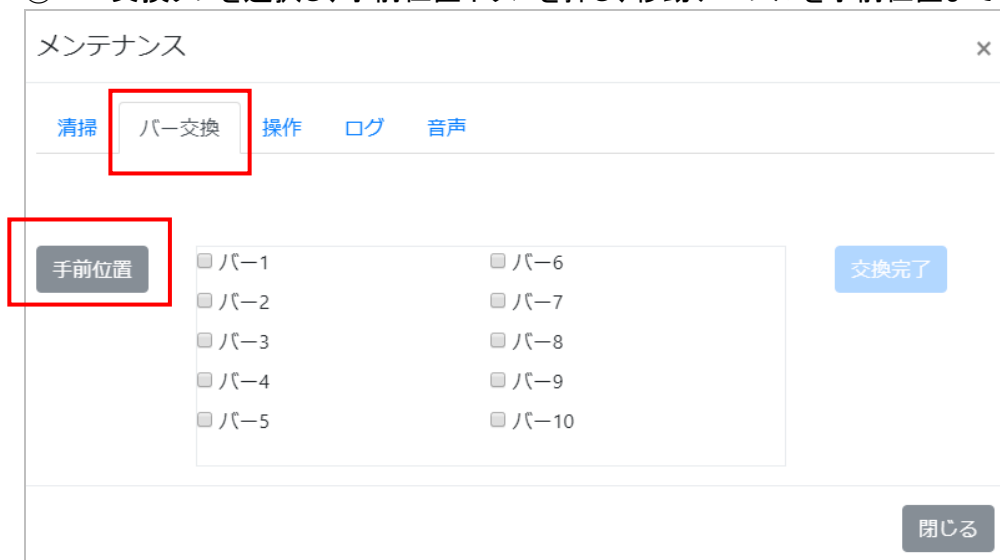 メンテナンス
×
清掃 バー交換 操作 ログ 音声
手前位置 バー1 バー6 交換完了
バー2 バー7
バー3 バー8
バー4 バー9
バー5 バー10
閉じる